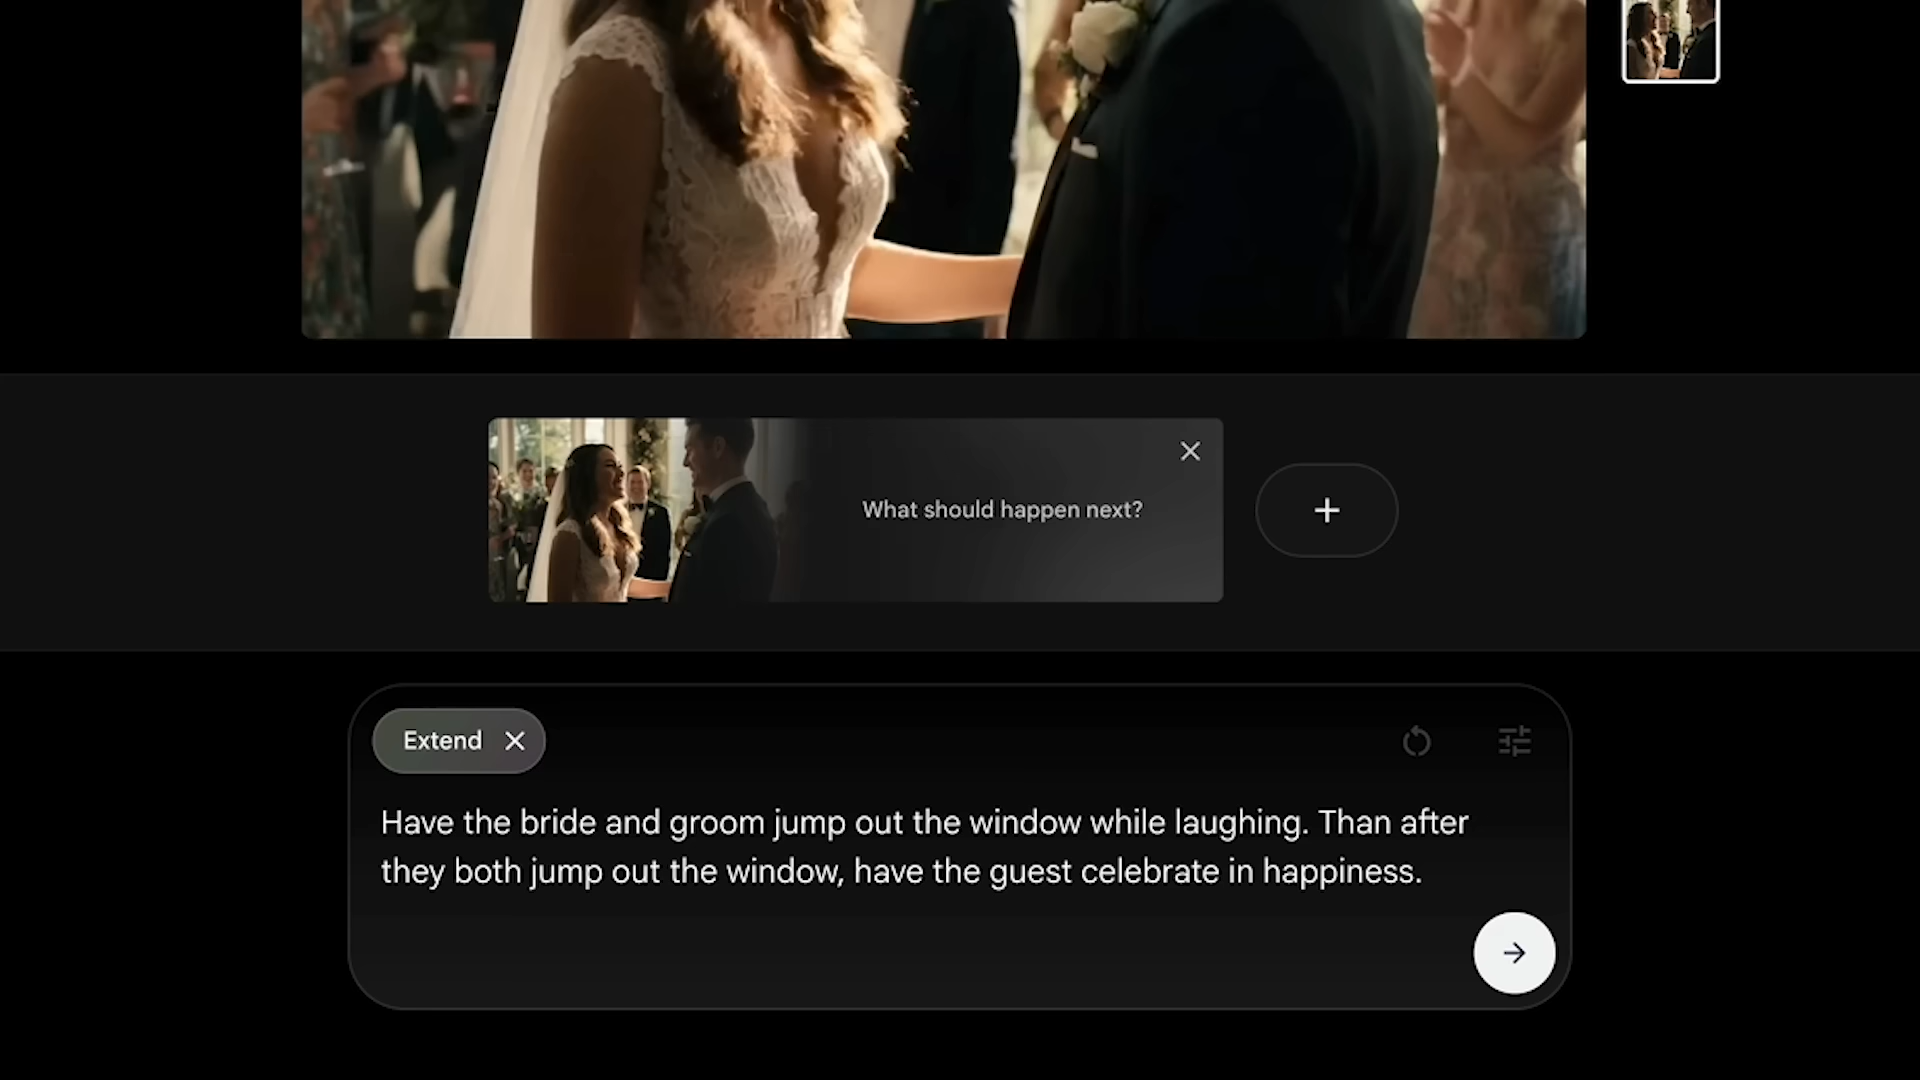 What should happen next?
Extend
Have the bride and groom jump out the window while laughing. Than after
they both jump out the window, have the guest celebrate in happiness.